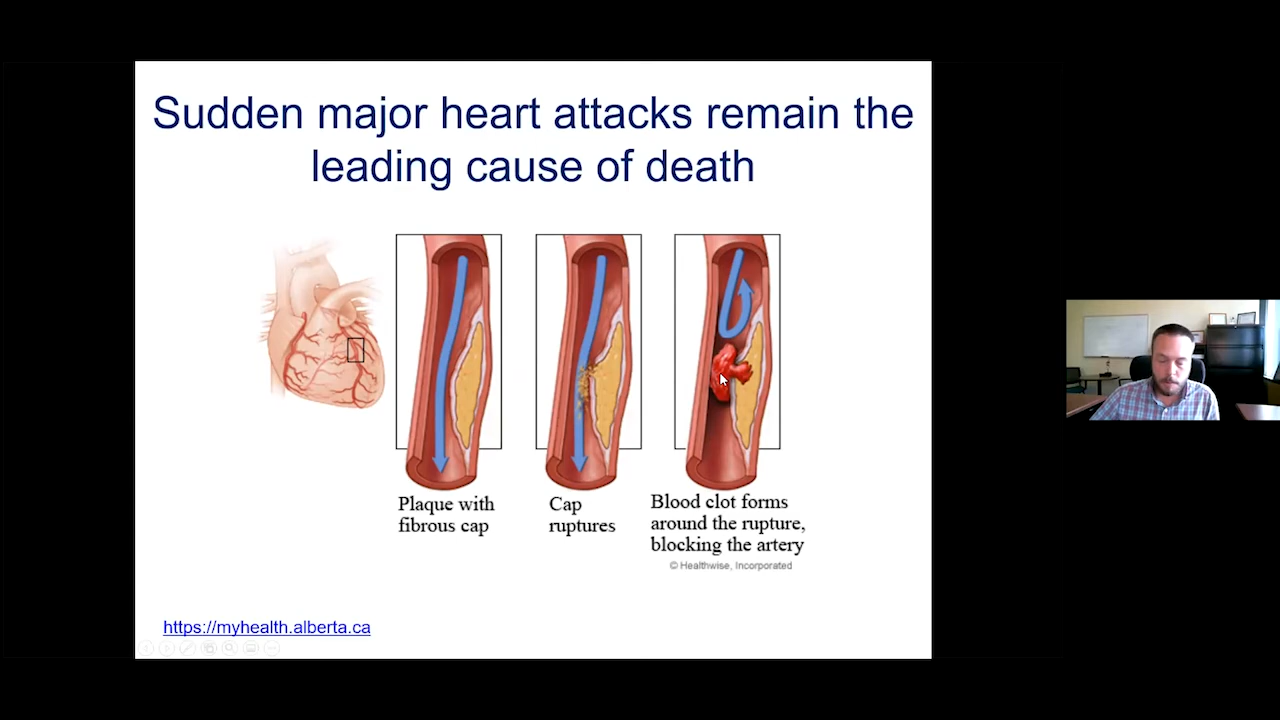 Sudden major heart attacks remain the
leading cause of death
Plaque with
fibrous cap
Cap
ruptures
Blood clot forms
around the rupture,
blocking the artery
© Healthwise, Incorporated
https://myhealth.alberta.ca